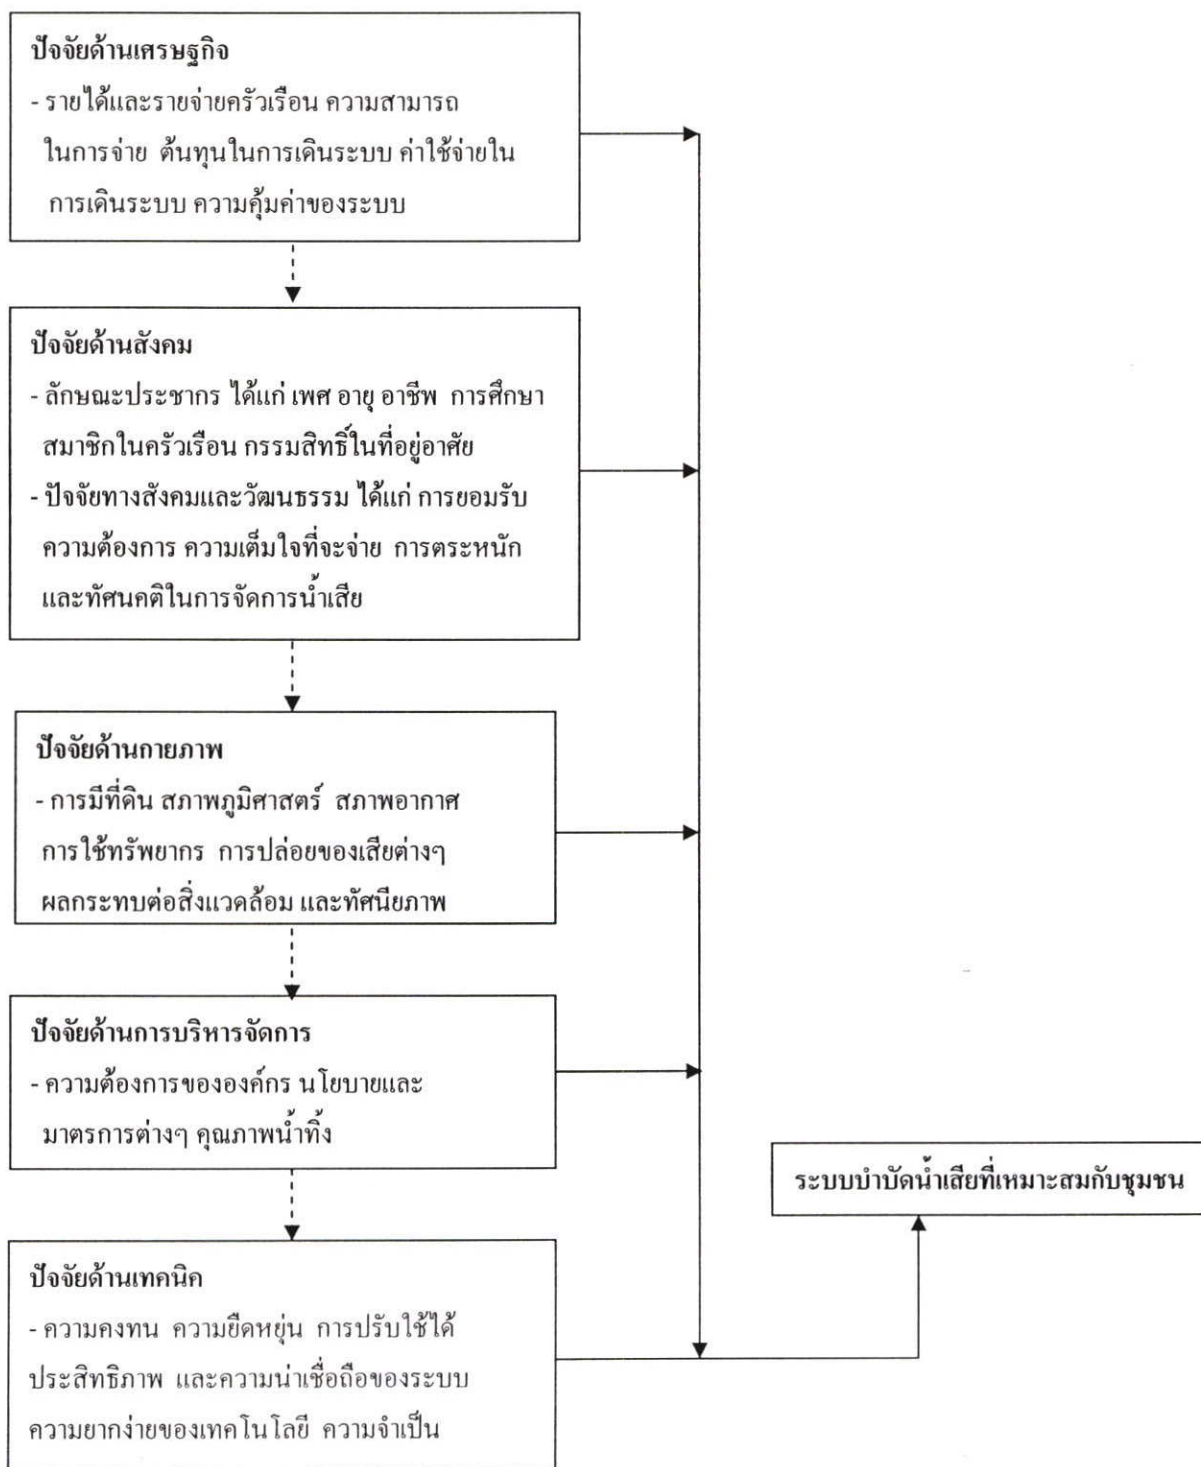 ปัจจัยด้านเศรษฐกิจ
- รายได้และรายจ่ายครัวเรือน ความสามารถ
ในการจ่าย ต้นทุนในการเดินระบบ ค่าใช้จ่ายใน
การเดินระบบ ความคุ้มค่าของระบบ
ปัจจัยด้านสังคม
- ลักษณะประชากร ได้แก่ เพศ อายุ อาชีพ การศึกษา
สมาชิกในครัวเรือน กรรมสิทธิ์ในที่อยู่อาศัย
- ปัจจัยทางสังคมและวัฒนธรรม ได้แก่ การยอมรับ
ความต้องการ ความเต็มใจที่จะจ่าย การตระหนัก
และทัศนคติในการจัดการน้ำเสีย
ปัจจัยด้านกายภาพ
- การมีที่ดิน สภาพภูมิศาสตร์ สภาพอากาศ
การใช้ทรัพยากร การปล่อยของเสียต่างๆ
ผลกระทบต่อสิ่งแวดล้อม และทัศนียภาพ
ปัจจัยด้านการบริหารจัดการ
- ความต้องการขององค์กร นโยบายและ
มาตรการต่างๆ คุณภาพน้ำทิ้ง
ระบบบำบัดน้ำเสียที่เหมาะสมกับชุมชน
ปัจจัยด้านเทคนิค
- ความคงทน ความยืดหยุ่น การปรับใช้ได้
ประสิทธิภาพ และความน่าเชื่อถือของระบบ
ความยากง่ายของเทคโนโลยี ความจำเป็น